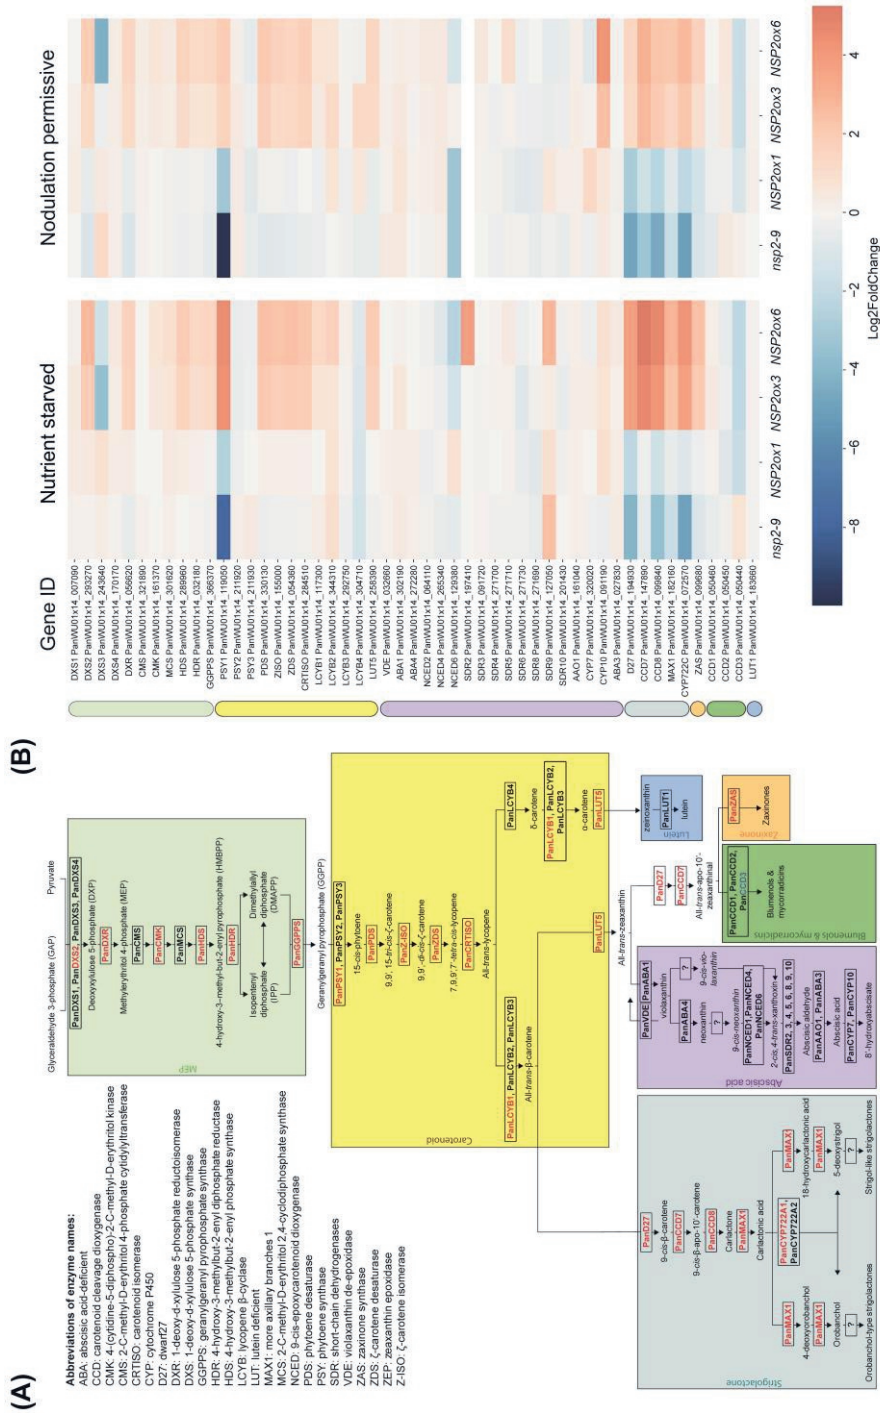 (A)
Abbreviations of enzyme names:
ABA: abscisic acid-deficient
CCD: carotenoid cleavage dioxygenase
CMK: 4-(cytidine-5-diphospho)-2-C-methyl-D-erythritol kinase
CMS: 2-C-methyl-D-erythritol 4-phosphate cytidylyltransferase
CRTISO: carotenoid isomerase
CYP: cytochrome P450
D27: dwarf27
DXR: 1-deoxy-d-xylulose 5-phosphate reductoisomerase
DXS: 1-deoxy-d-xylulose 5-phosphate synthase
GGPPS: geranylgeranyl pyrophosphate synthase
HDR: 4-hydroxy-3-methylbut-2-enyl diphosphate reductase
HDS: 4-hydroxy-3-methylbut-2-enyl phosphate synthase
LCYB: lycopene β-cyclase
LUT: lutein deficient
MAX1: more axillary branches 1
MCS: 2-C-methyl-D-erythritol 2,4-cyclodiphosphate synthase
NCED: 9-cis-epoxycarotenoid dioxygenase
PDS: phytoene desaturase
PSY: phytoene synthase
SDR: short-chain dehydrogenases
VDE: violaxanthin de-epoxidase
ZAS: zaxinone synthase
ZDS: ζ-carotene desaturase
ZEP: zeaxanthin epoxidase
Z-ISO: ζ-carotene isomerase
MEP
Glyceraldehyde 3-phosphate (GAP)
Pyruvate
PanDXS1, PanDXS2, PanDXS3, PanDXS4
Deoxyxylulose 5-phosphate (DXP)
PanDXR
Methylerythritol 4-phosphate (MEP)
PanCMS
PanCMK
PanMCS
PanHDS
4-hydroxy-3-methyl-but-2-enyl pyrophosphate (HMBPP)
PanHDR
Isopentenyl diphosphate (IPP)
Dimethylallyl diphosphate (DMAPP)
PanGGPPS
Geranylgeranyl pyrophosphate (GGPP)
Carotenoid
PanPSY1, PanPSY2, PanPSY3
15-cis-phytoene
PanPDS
9,9',15-tri-cis-ζ-carotene
PanZ-ISO
9,9',-di-cis-ζ-carotene
PanZDS
7,9,9',7'-tetra-cis-lycopene
PanCRTISO
All-trans-lycopene
PanLCYB1, PanLCYB2, PanLCYB3
All-trans-β-carotene
PanLCYB4
δ-carotene
PanLCYB1, PanLCYB2,
PanLCYB3
α-carotene
PanLUT5
PanLUT5
All-trans-zeaxanthin
zeinoxanthin
PanLUT1
lutein
Lutein
PanD27
PanCCD7
All-trans-apo-10'-
zeaxanthinal
PanZAS
Zaxinones
Zaxinone
PanCCD1, PanCCD2,
PanCCD3
Blumenols &
mycorradicins
Blumenols & mycorradicins
PanVDE
PanABA1
violaxanthin
PanABA4
?
neoxanthin
9-cis-vio-
laxanthin
?
9-cis-neoxanthin
PanNCED1, PanNCED4,
PanNCED6
2-cis,4-trans-xanthoxin
PanSDR2, 3, 4, 5, 6, 8, 9, 10
Abscisic aldehyde
PanAAO1, PanABA3
Abscisic acid
PanCYP7, PanCYP10
8'-hydroxyabscisate
Abscisic acid
Strigolactone
PanD27
9-cis-β-carotene
PanCCD7
9-cis-β-apo-10'-carotene
PanCCD8
Carlactone
PanMAX1
Carlactonic acid
PanMAX1
4-deoxyorobanchol
PanMAX1
Orobanchol
?
Orobanchol-type strigolactones
PanCYP722A1,
PanCYP722A2
PanMAX1
18-hydroxycarlactonic acid
PanMAX1
5-deoxystrigol
?
Strigol-like strigolactones
(B)
Gene ID
Nutrient starved
Nodulation permissive
DXS1 PanWU01x14_007090
DXS2 PanWU01x14_293270
DXS3 PanWU01x14_243640
DXS4 PanWU01x14_170170
DXR PanWU01x14_056620
CMS PanWU01x14_321890
CMK PanWU01x14_161370
MCS PanWU01x14_301620
HDS PanWU01x14_289960
HDR PanWU01x14_032180
GGPPS PanWU01x14_366370
PSY1 PanWU01x14_119050
PSY2 PanWU01x14_211920
PSY3 PanWU01x14_211930
PDS PanWU01x14_330130
ZISO PanWU01x14_155000
ZDS PanWU01x14_054360
CRTISO PanWU01x14_284510
LCYB1 PanWU01x14_117300
LCYB2 PanWU01x14_344310
LCYB3 PanWU01x14_292750
LCYB4 PanWU01x14_304710
LUT5 PanWU01x14_258390
VDE PanWU01x14_032660
ABA1 PanWU01x14_302190
ABA4 PanWU01x14_272280
NCED2 PanWU01x14_064110
NCED4 PanWU01x14_265340
NCED6 PanWU01x14_129380
SDR2 PanWU01x14_197410
SDR3 PanWU01x14_091720
SDR4 PanWU01x14_271700
SDR5 PanWU01x14_271710
SDR6 PanWU01x14_271730
SDR8 PanWU01x14_271690
SDR9 PanWU01x14_127050
SDR10 PanWU01x14_201430
AAO1 PanWU01x14_161040
CYP7 PanWU01x14_320020
CYP10 PanWU01x14_091190
ABA3 PanWU01x14_027830
D27 PanWU01x14_194930
CCD7 PanWU01x14_147890
CCD8 PanWU01x14_099840
MAX1 PanWU01x14_182160
CYP722C PanWU01x14_072570
ZAS PanWU01x14_099680
CCD1 PanWU01x14_050460
CCD2 PanWU01x14_050450
CCD3 PanWU01x14_050440
LUT1 PanWU01x14_183660
nsp2-9 NSP2ox1 NSP2ox3 NSP2ox6
nsp2-9 NSP2ox1 NSP2ox3 NSP2ox6
-8 -6 -4 -2 0 2 4
Log2FoldChange